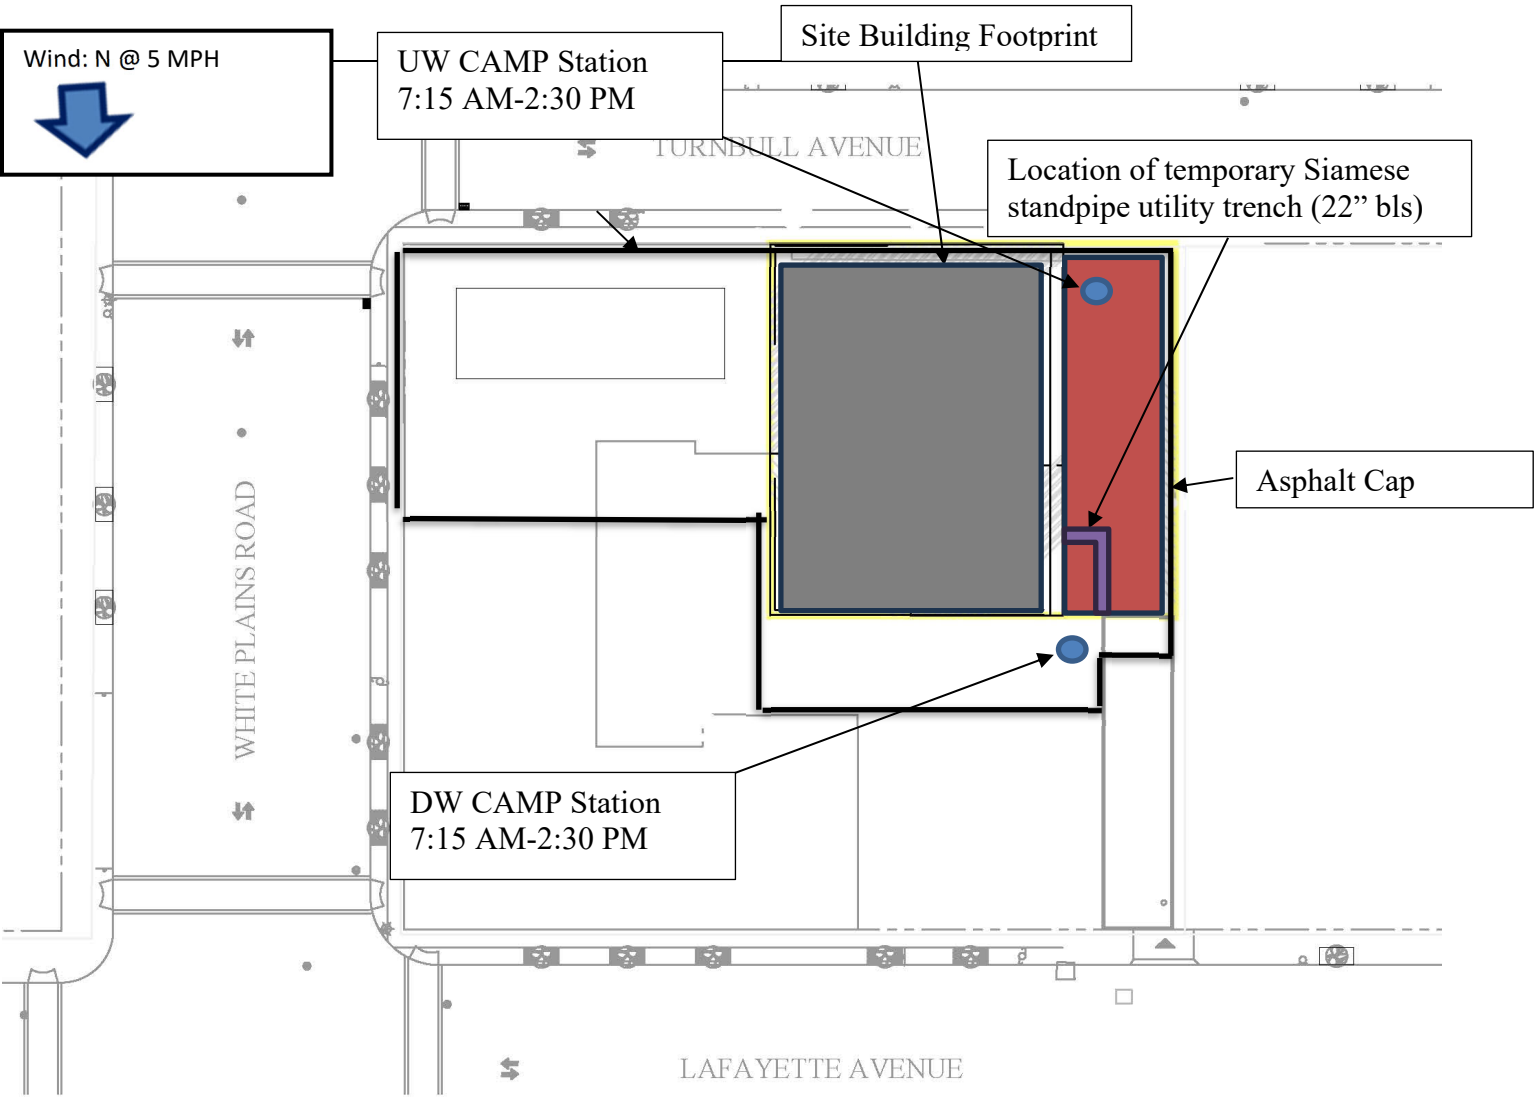 Site Building Footprint
Wind: N @ 5 MPH
UW CAMP Station
7:15 AM-2:30 PM
TURNBULL AVENUE
Location of temporary Siamese
standpipe utility trench (22” bls)
Asphalt Cap
WHITE PLAINS ROAD
DW CAMP Station
7:15 AM-2:30 PM
LAFAYETTE AVENUE